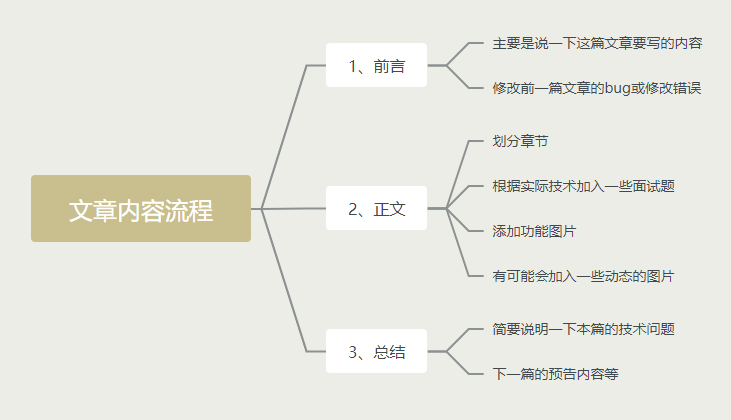 文章内容流程
1、前言
主要是说一下这篇文章要写的内容
修改前一篇文章的bug或修改错误
2、正文
划分章节
根据实际技术加入一些面试题
添加功能图片
有可能会加入一些动态的图片
3、总结
简要说明一下本篇的技术问题
下一篇的预告内容等